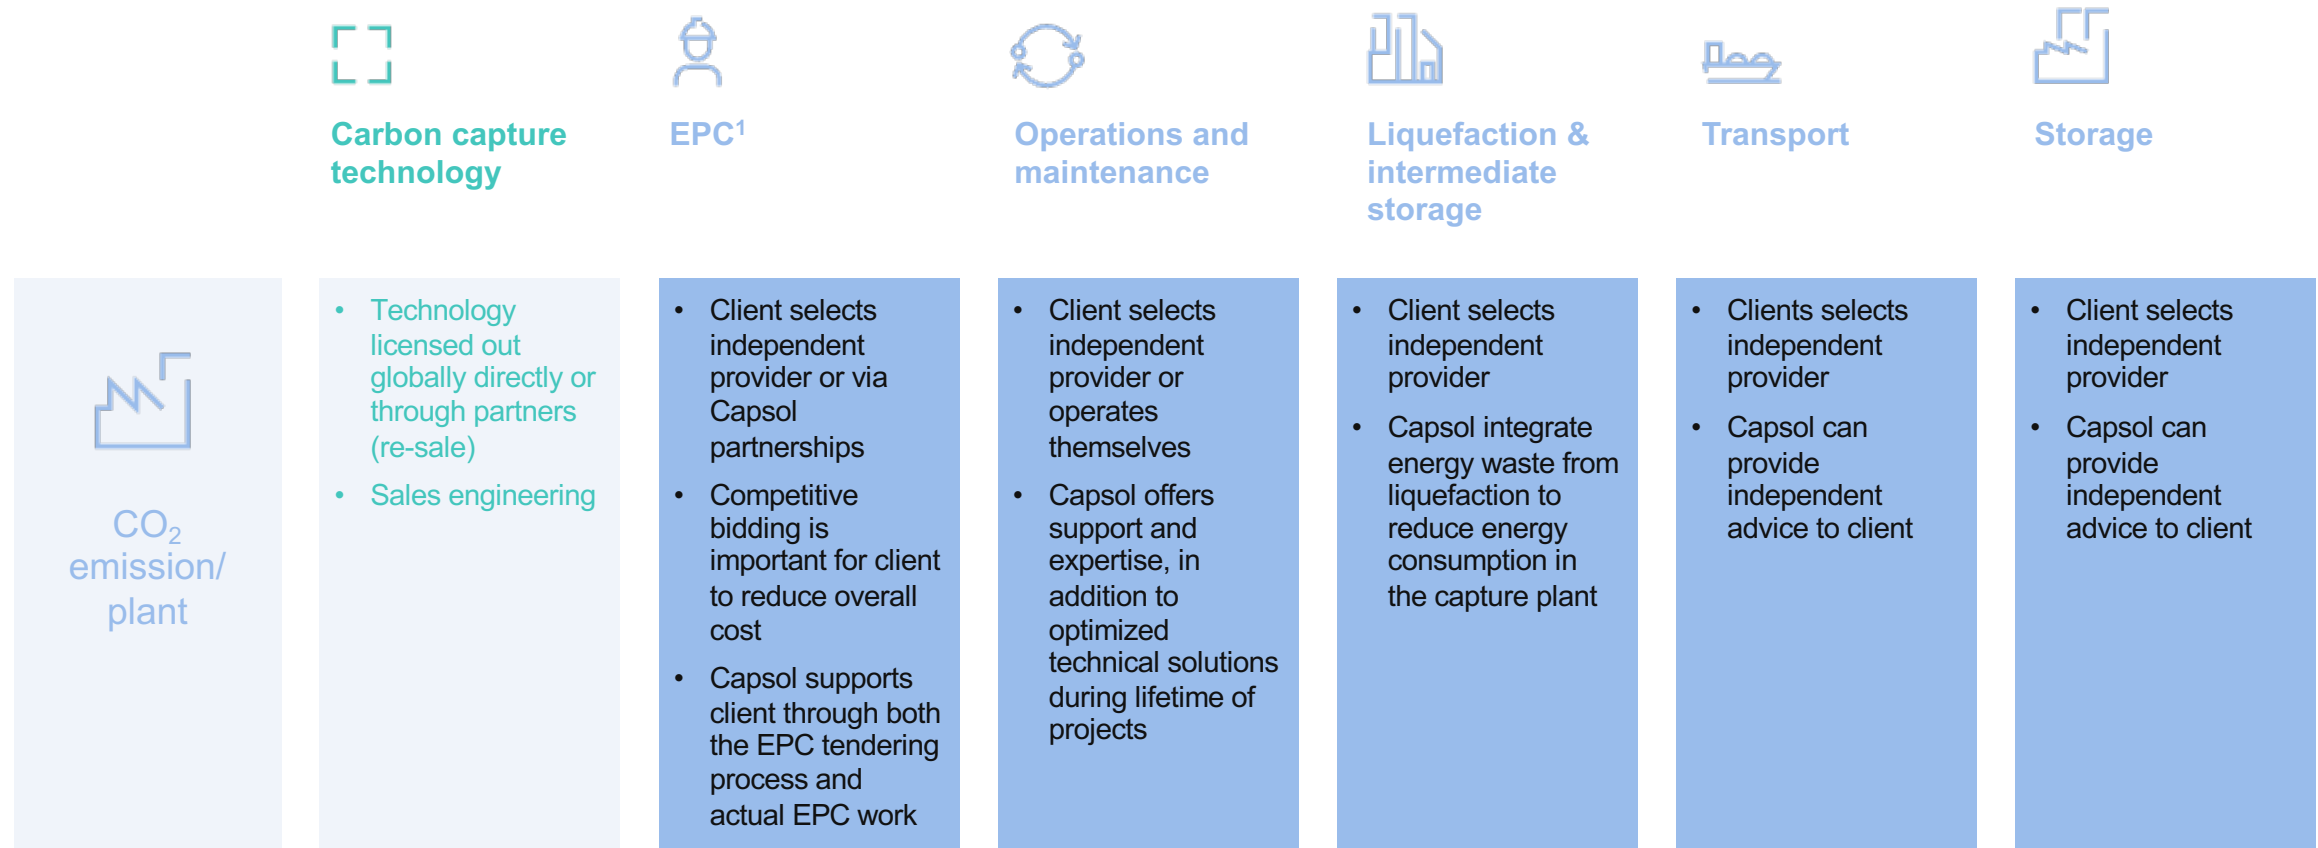 Carbon capture
technology
EPC¹
Operations and
maintenance
Liquefaction &
intermediate
storage
Transport
Storage
CO₂
emission/
plant
• Technology
licensed out
globally directly or
through partners
(re-sale)
• Sales engineering
• Client selects
independent
provider or via
Capsol
partnerships
• Competitive
bidding is
important for client
to reduce overall
cost
• Capsol supports
client through both
the EPC tendering
process and
actual EPC work
• Client selects
independent
provider or
operates
themselves
• Capsol offers
support and
expertise, in
addition to
optimized
technical solutions
during lifetime of
projects
• Client selects
independent
provider
• Capsol integrate
energy waste from
liquefaction to
reduce energy
consumption in
the capture plant
• Clients selects
independent
provider
• Capsol can
provide
independent
advice to client
• Client selects
independent
provider
• Capsol can
provide
independent
advice to client